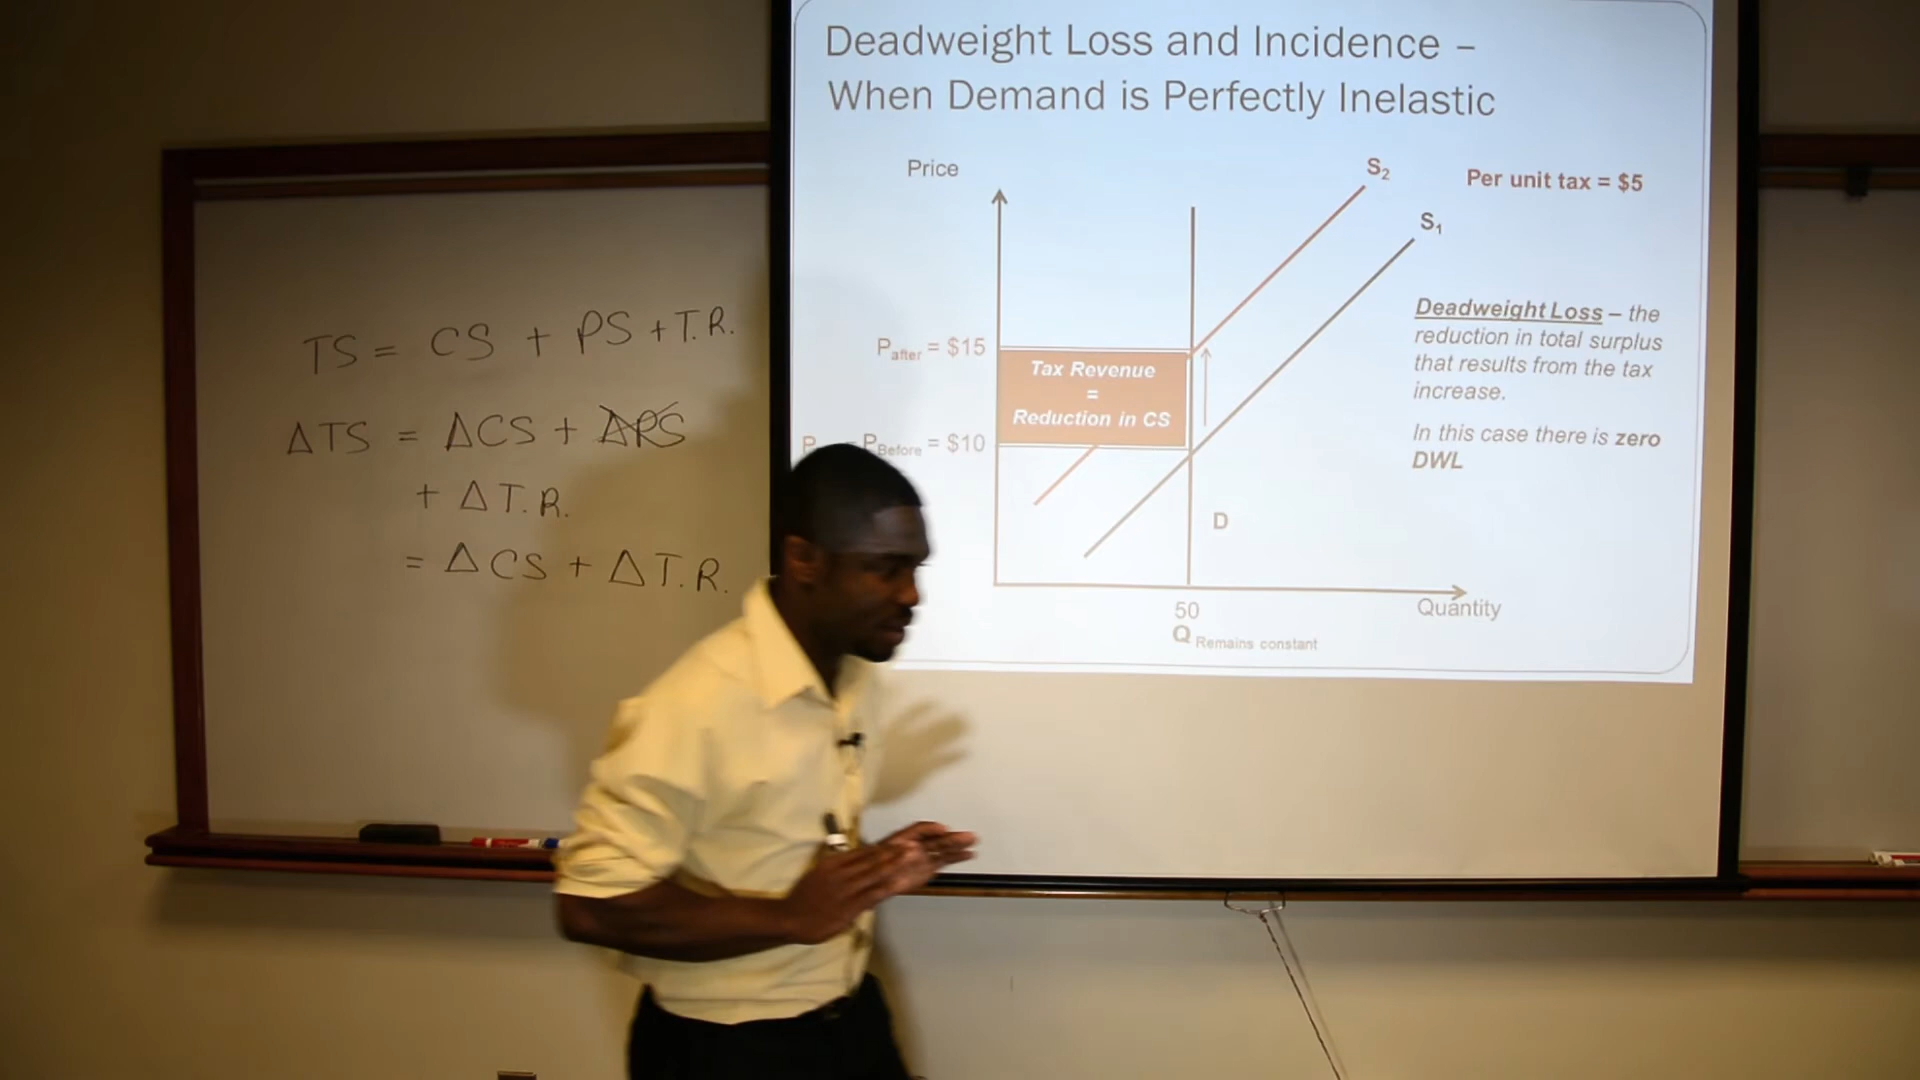 Deadweight Loss and Incidence –
When Demand is Perfectly Inelastic
Price
S2
Per unit tax = $5
S1
TS = CS + PS + T.R.
ΔTS = ΔCS + ΔPS
+ ΔT.R.
= ΔCS + ΔT.R.
Pafter = $15
Tax Revenue
=
Reduction in CS
P
PBefore = $10
Deadweight Loss – the
reduction in total surplus
that results from the tax
increase.
In this case there is zero
DWL
D
50
Q Remains constant
Quantity